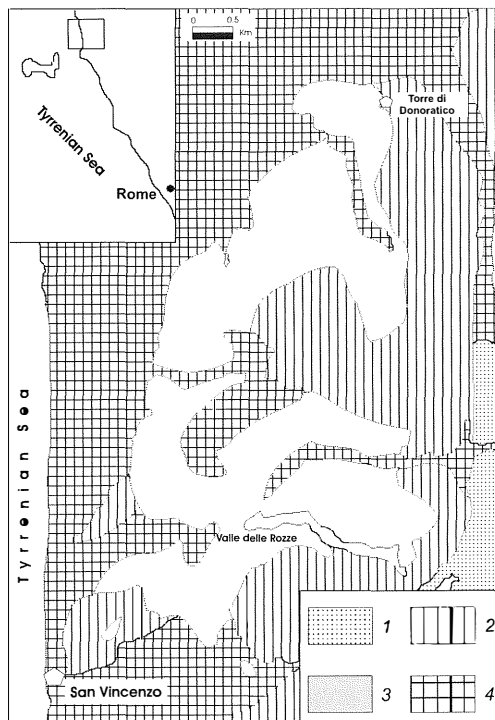 0 0.5
Km
Torre di
Donoratico
Tyrrenian Sea
Rome
Tyrrenian Sea
Valle delle Rozze
San Vincenzo
1
2
3
4